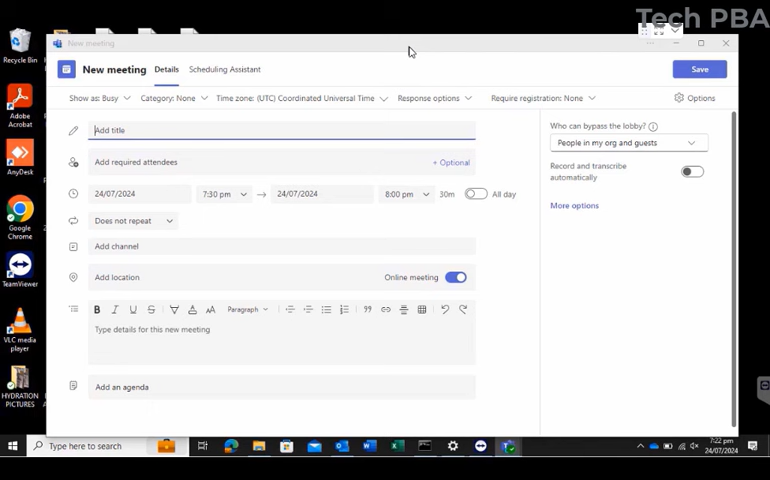 Tech PBA
New meeting
New meeting Details Scheduling Assistant Save
Show as: Busy Category: None Time zone: (UTC) Coordinated Universal Time Response options Require registration: None Options
Add title
Add required attendees + Optional
24/07/2024 7:30 pm → 24/07/2024 8:00 pm 30m All day
Does not repeat
Add channel
Add location Online meeting
B I U S AA Paragraph
Type details for this new meeting
Add an agenda
Who can bypass the lobby?
People in my org and guests
Record and transcribe
automatically
More options
Recycle Bin
Adobe
Acrobat
AnyDesk
Google
Chrome
TeamViewer
VLC media
player
HYDRATION
PICTURES
Type here to search
7:22 pm
24/07/2024